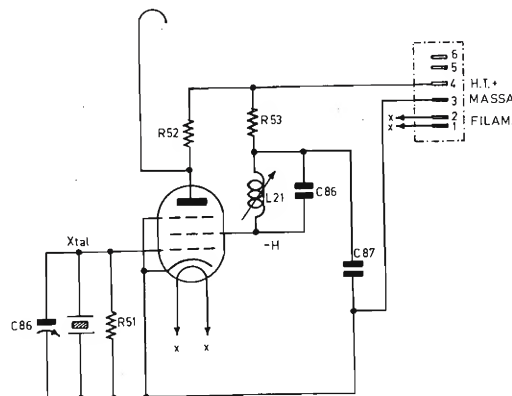 6
5
4 H.T.+
3 MASSA
x 2 FILAM
x 1
R52
R53
L21
C86
-H
C87
Xtal
C86
R51
x x